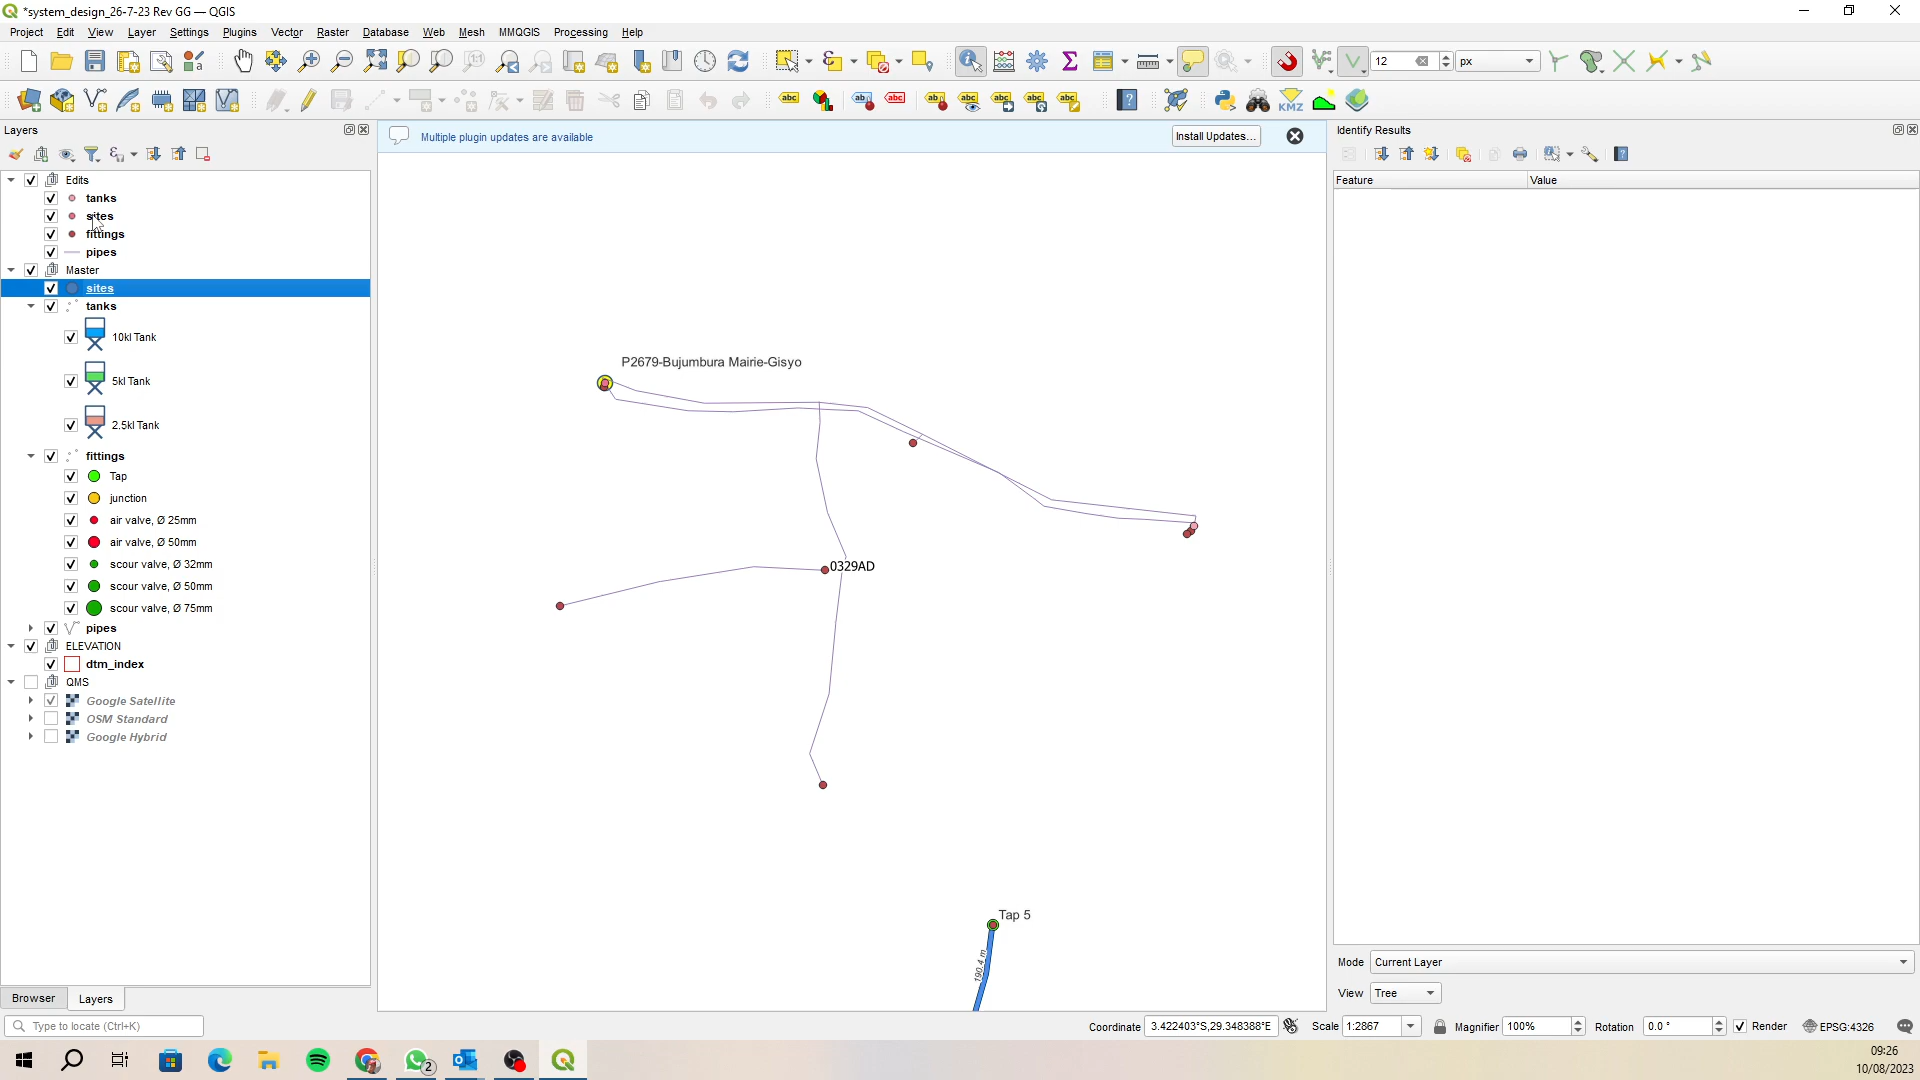 *system_design_26-7-23 Rev GG — QGIS
Project Edit View Layer Settings Plugins Vector Raster Database Web Mesh MMQGIS Processing Help
12 px
Layers
Edits
tanks
sites
fittings
pipes
Master
sites
tanks
10kl Tank
5kl Tank
2.5kl Tank
fittings
Tap
junction
air valve, Ø 25mm
air valve, Ø 50mm
scour valve, Ø 32mm
scour valve, Ø 50mm
scour valve, Ø 75mm
pipes
ELEVATION
dtm_index
QMS
Google Satellite
OSM Standard
Google Hybrid
Browser Layers
Type to locate (Ctrl+K)
Multiple plugin updates are available
Install Updates...
P2679-Bujumbura Mairie-Gisyo
0329AD
Tap 5
190.4 m
Identify Results
Feature Value
Mode Current Layer
View Tree
Coordinate 3.422403°S,29.348388°E Scale 1:2867 Magnifier 100% Rotation 0.0 ° Render EPSG:4326
2
09:26
10/08/2023